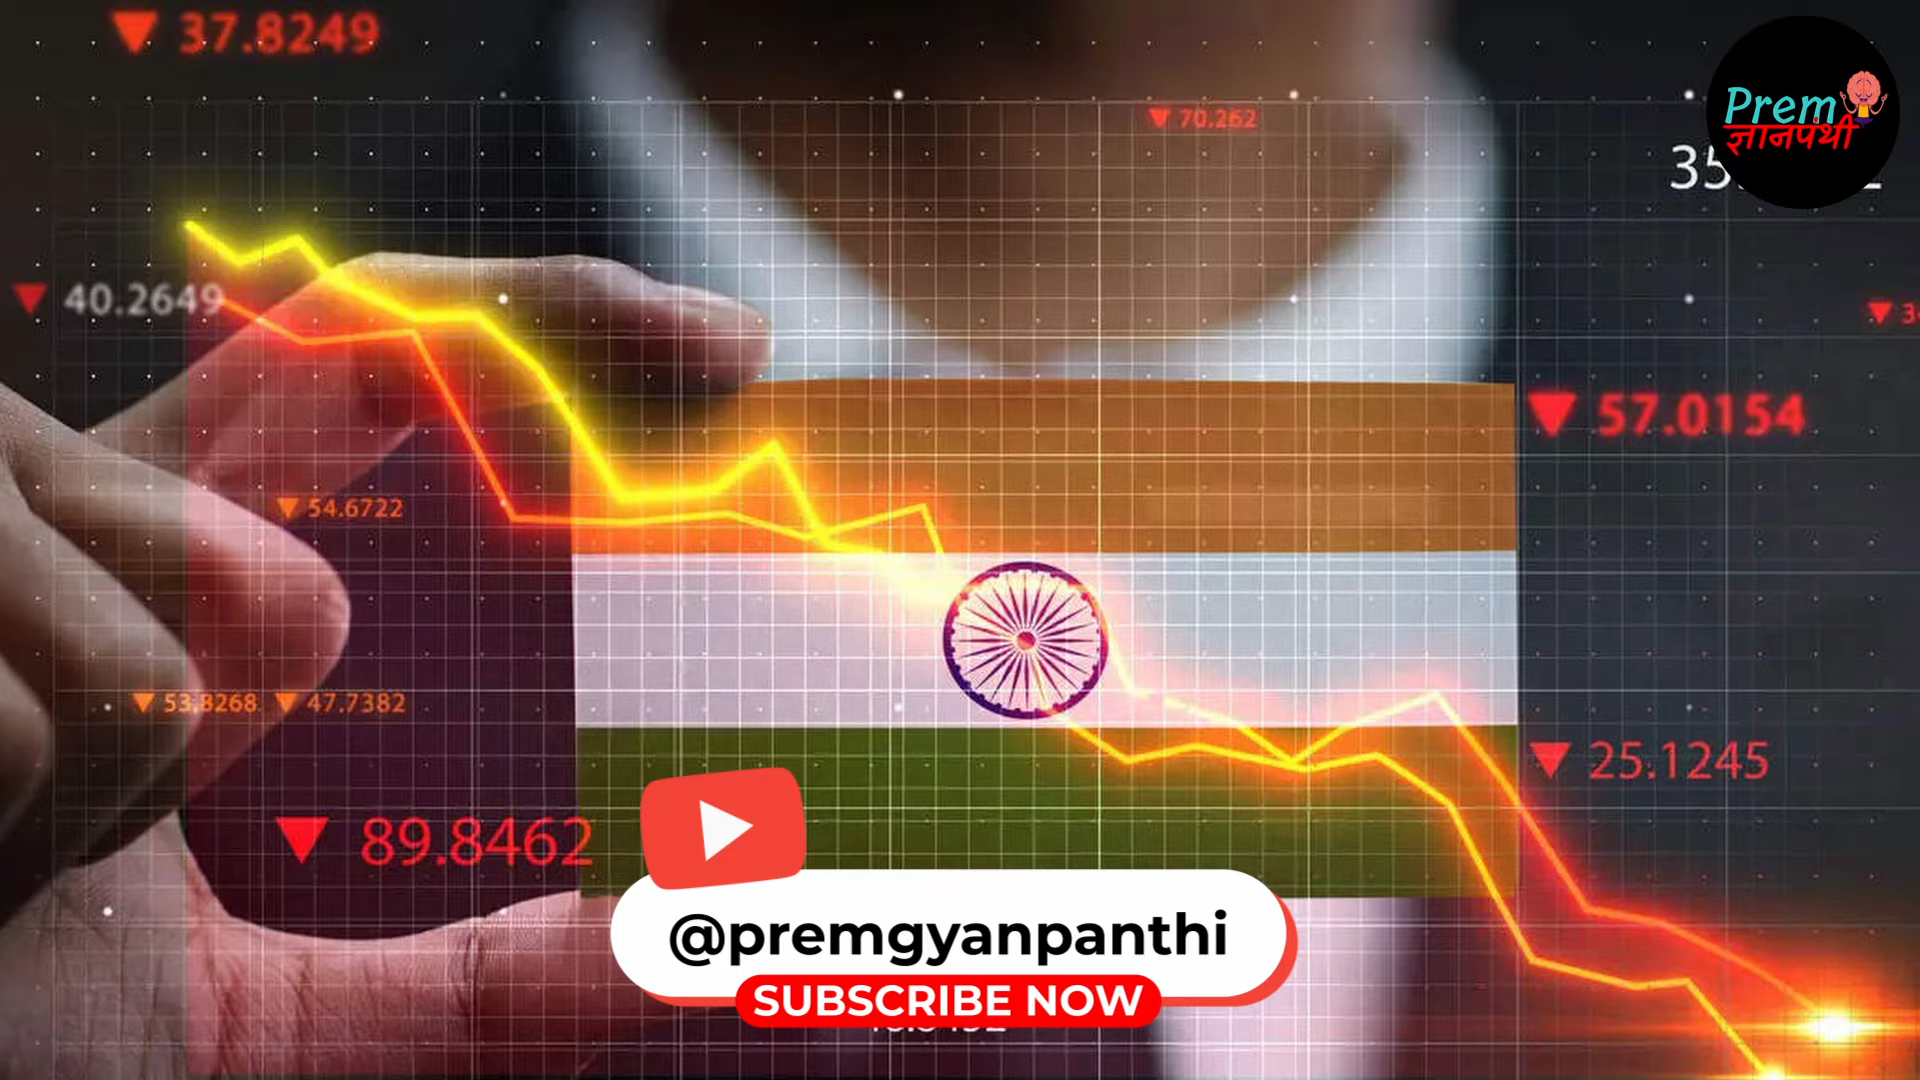 ▼ 37.8249
Prem
ज्ञानपंथी
▼ 70.262
▼ 40.2649
▼ 57.0154
▼ 54.6722
▼ 53.8268 ▼ 47.7382
▼ 25.1245
▼ 89.8462
@premgyanpanthi
SUBSCRIBE NOW